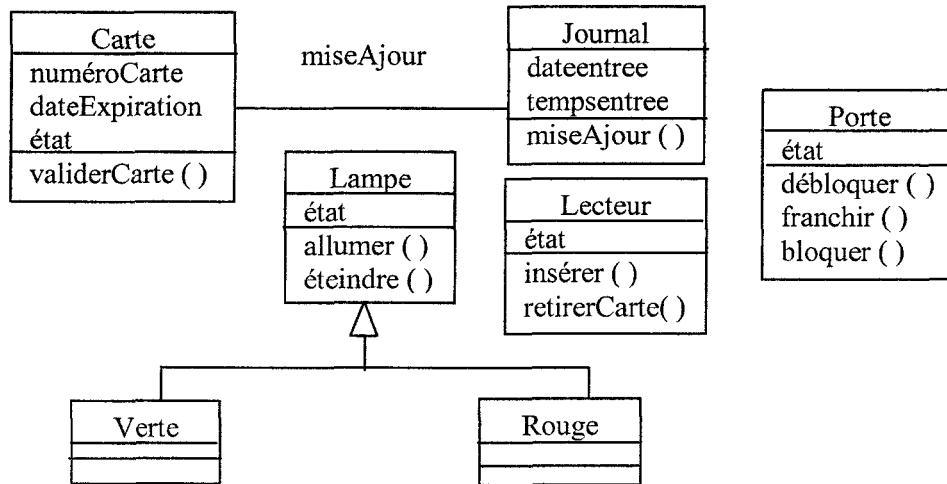 Carte
numéroCarte
dateExpiration
état
validerCarte ( )
miseAjour
Journal
dateentree
tempsentree
miseAjour ( )
Porte
état
débloquer ( )
franchir ( )
bloquer ( )
Lampe
état
allumer ( )
éteindre ( )
Lecteur
état
insérer ( )
retirerCarte( )
Verte
Rouge